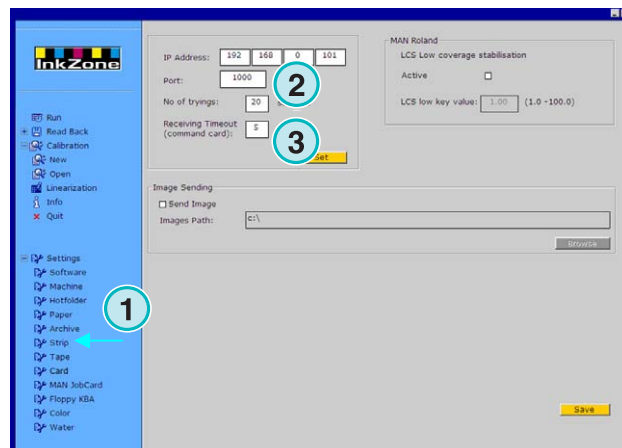 InkZone
Run
Read Back
Calibration
New
Open
Linearization
Info
Quit
Settings
Software
Machine
Hotfolder
Paper
Archive
Strip
Tape
Card
MAN JobCard
Floppy KBA
Color
Water
1
IP Address: 192 168 0 101
Port: 1000
2
No of tryings: 20 s
Receiving Timeout
(command card): 5
3
Set
MAN Roland
LCS Low coverage stabilisation
Active
LCS low key value: 1.00 (1.0 -100.0)
Image Sending
Send Image
Images Path: c:\
Browse
Save